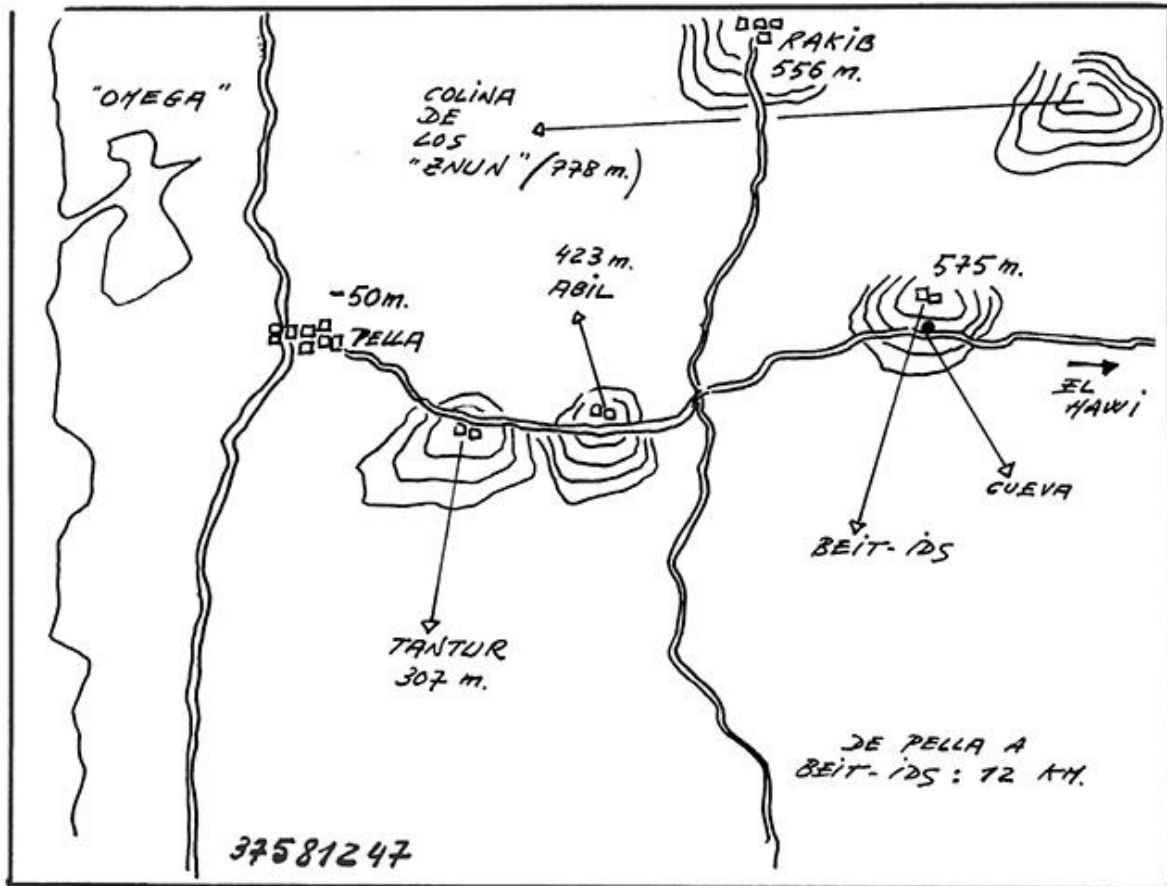 RAKIB
556 m.
"OMEGA"
COLINA
DE
LOS
"ZNUN" (778 m.)
423 m.
ABIL
575 m.
-50m.
PELLA
EL
HAWI
CUEVA
BEIT-IDS
TANTUR
307 m.
DE PELLA A
BEIT-IDS: 12 KM.
37581247